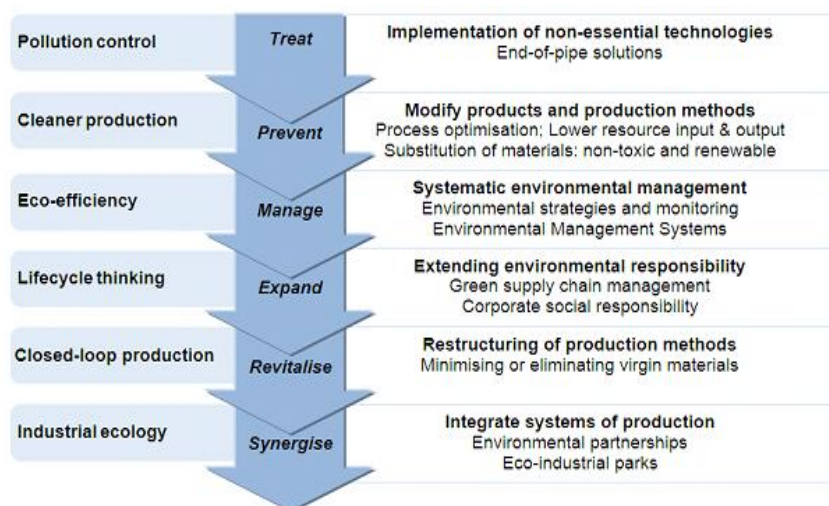 Pollution control
Treat
Implementation of non-essential technologies
End-of-pipe solutions
Cleaner production
Prevent
Modify products and production methods
Process optimisation; Lower resource input & output
Substitution of materials: non-toxic and renewable
Eco-efficiency
Manage
Systematic environmental management
Environmental strategies and monitoring
Environmental Management Systems
Lifecycle thinking
Expand
Extending environmental responsibility
Green supply chain management
Corporate social responsibility
Closed-loop production
Revitalise
Restructuring of production methods
Minimising or eliminating virgin materials
Industrial ecology
Synergise
Integrate systems of production
Environmental partnerships
Eco-industrial parks